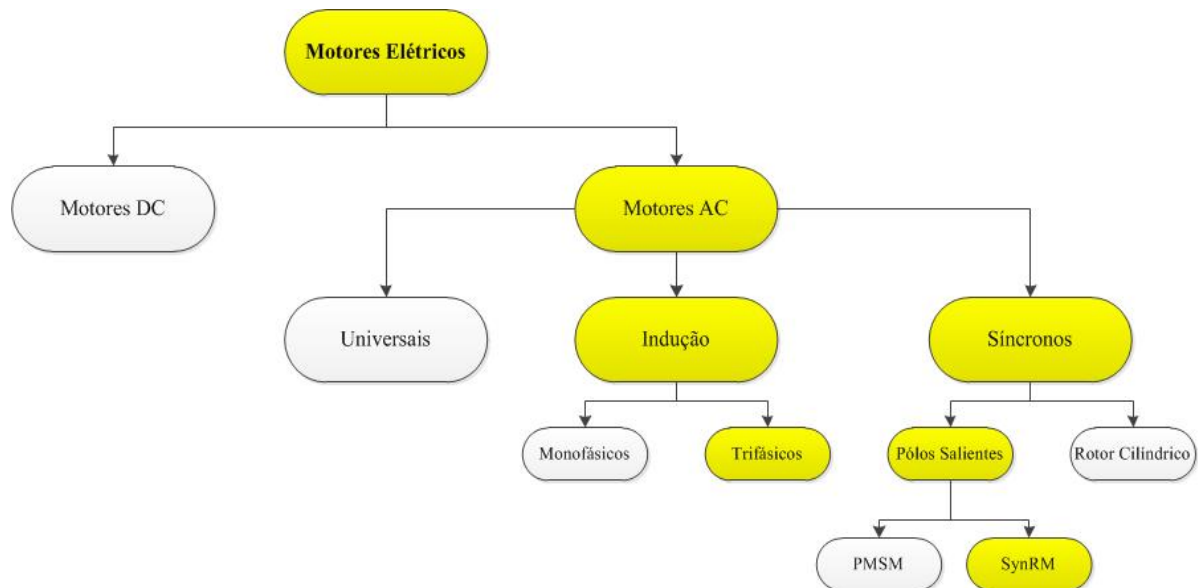 Motores Elétricos
Motores DC
Motores AC
Universais
Indução
Síncronos
Monofásicos
Trifásicos
Pólos Salientes
Rotor Cilíndrico
PMSM
SynRM